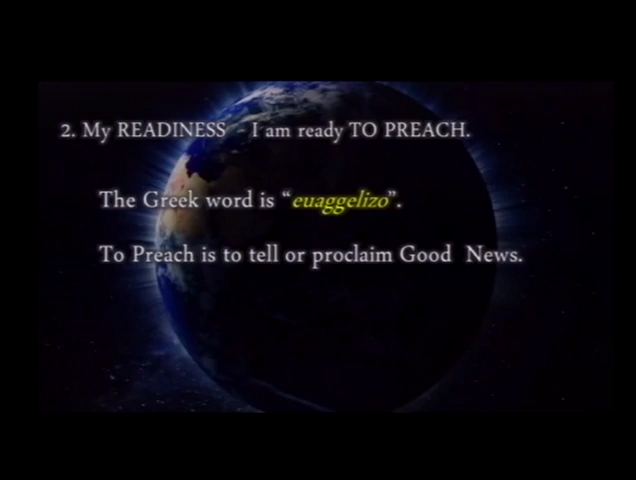 2. My READINESS - I am ready TO PREACH.
The Greek word is “euaggelizo”.
To Preach is to tell or proclaim Good News.